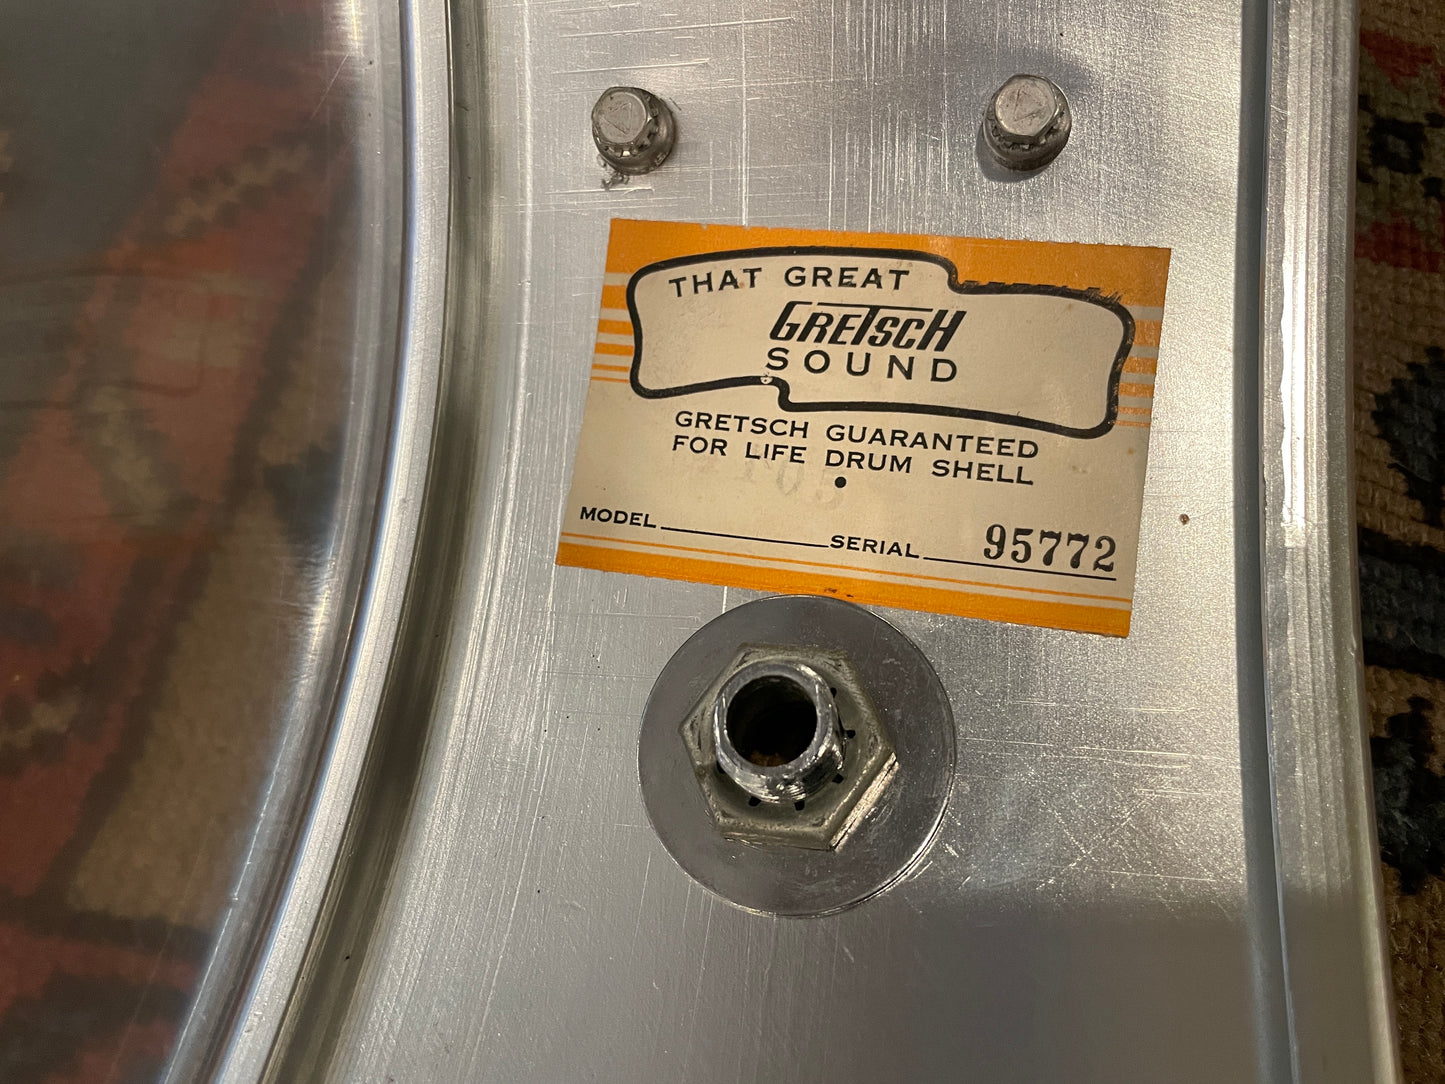 THAT GREAT
GRETSCH
SOUND
GRETSCH GUARANTEED
FOR LIFE DRUM SHELL
MODEL SERIAL 95772